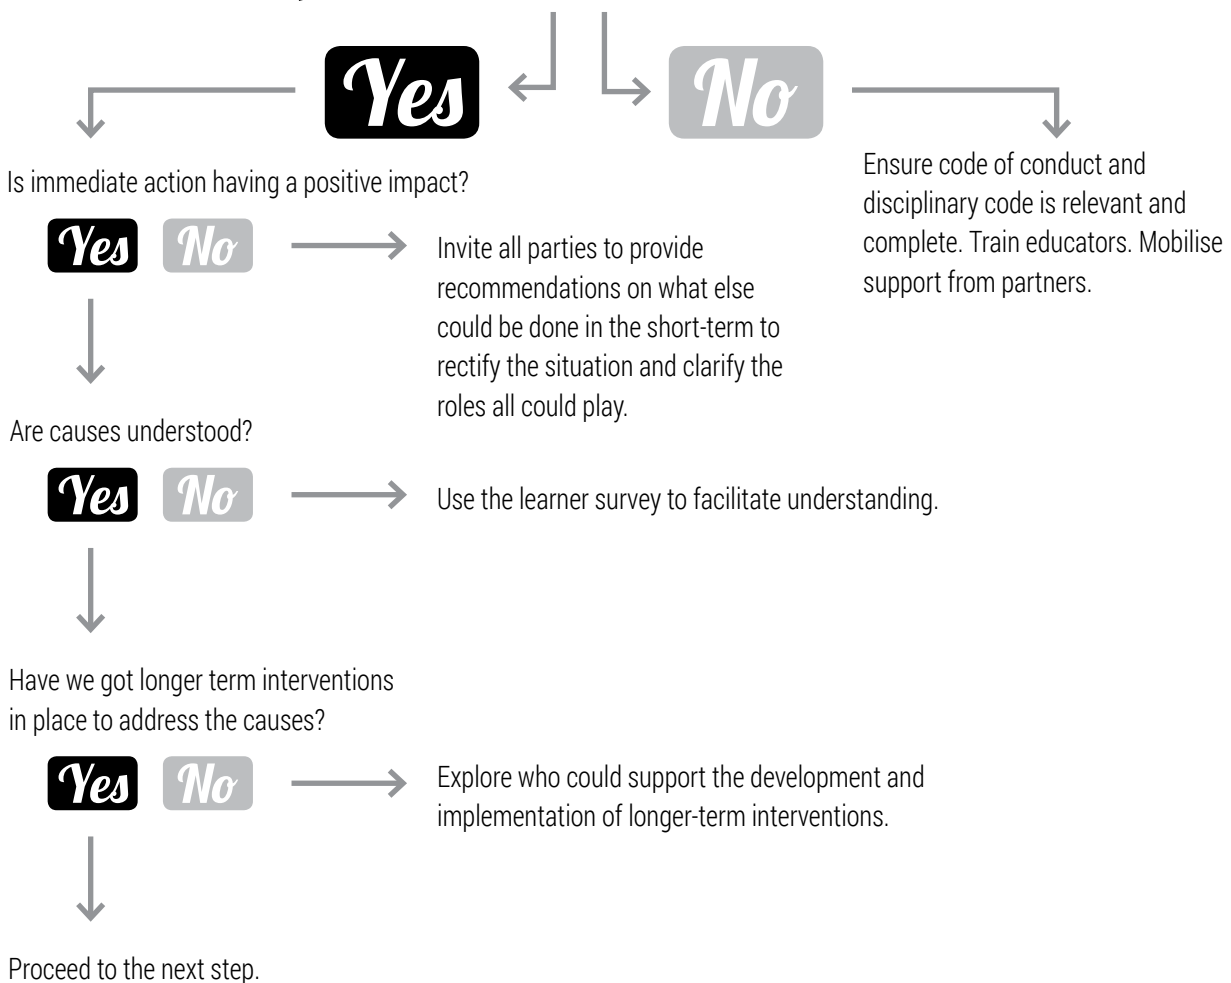 Yes
No
Is immediate action having a positive impact?
Ensure code of conduct and
disciplinary code is relevant and
complete. Train educators. Mobilise
support from partners.
Yes
No
Invite all parties to provide
recommendations on what else
could be done in the short-term to
rectify the situation and clarify the
roles all could play.
Are causes understood?
Yes
No
Use the learner survey to facilitate understanding.
Have we got longer term interventions
in place to address the causes?
Yes
No
Explore who could support the development and
implementation of longer-term interventions.
Proceed to the next step.